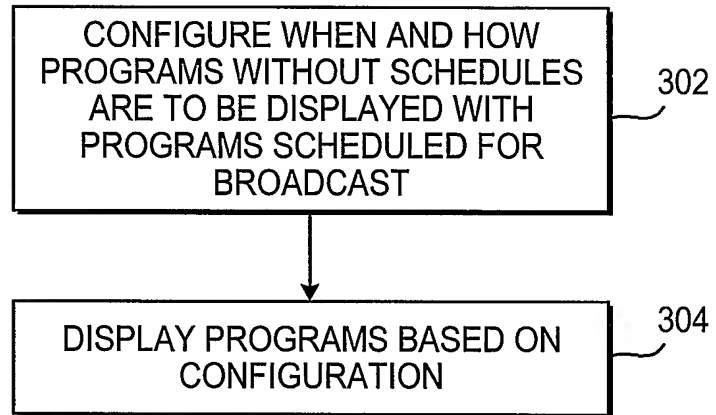 CONFIGURE WHEN AND HOW
PROGRAMS WITHOUT SCHEDULES
ARE TO BE DISPLAYED WITH
PROGRAMS SCHEDULED FOR
BROADCAST
302
DISPLAY PROGRAMS BASED ON
CONFIGURATION
304